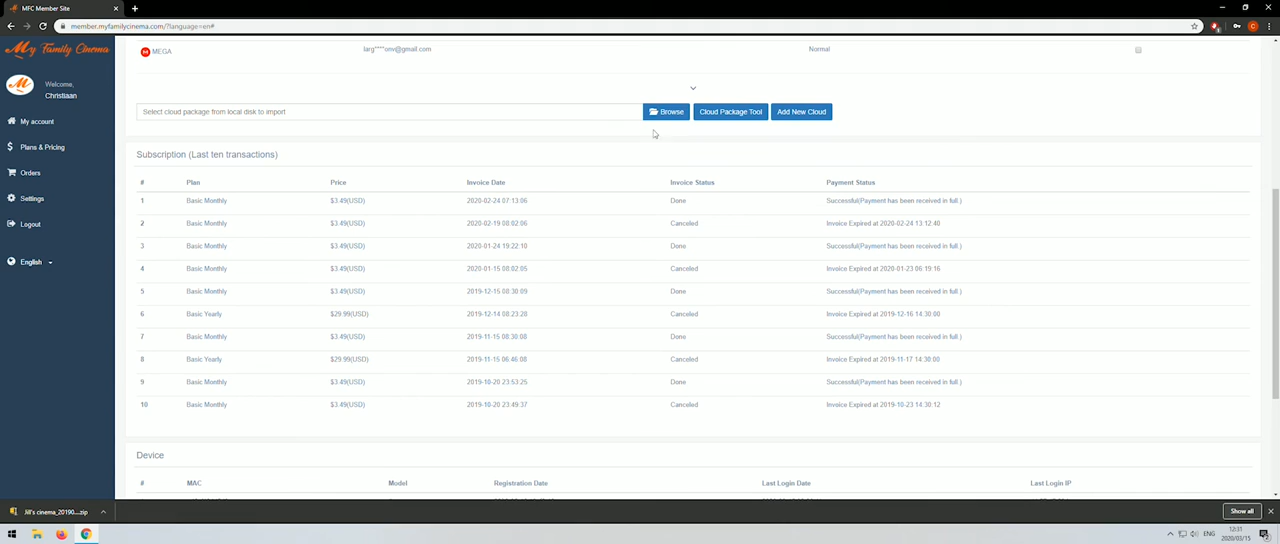 MFC Member Site
member.myfamilycinema.com/?language=en#
C
My Family Cinema
Welcome,
Christiaan
My account
Plans & Pricing
Orders
Settings
Logout
English
MEGA larg****onv@gmail.com Normal
Select cloud package from local disk to import Browse Cloud Package Tool Add New Cloud
Subscription (Last ten transactions)
# Plan Price Invoice Date Invoice Status Payment Status
1 Basic Monthly $3.49(USD) 2020-02-24 07:13:06 Done Successful(Payment has been received in full.)
2 Basic Monthly $3.49(USD) 2020-02-19 08:02:06 Canceled Invoice Expired at 2020-02-24 13:12:40
3 Basic Monthly $3.49(USD) 2020-01-24 19:22:10 Done Successful(Payment has been received in full.)
4 Basic Monthly $3.49(USD) 2020-01-15 08:02:05 Canceled Invoice Expired at 2020-01-23 06:19:16
5 Basic Monthly $3.49(USD) 2019-12-15 08:30:09 Done Successful(Payment has been received in full.)
6 Basic Yearly $29.99(USD) 2019-12-14 08:23:28 Canceled Invoice Expired at 2019-12-16 14:30:00
7 Basic Monthly $3.49(USD) 2019-11-15 08:30:08 Done Successful(Payment has been received in full.)
8 Basic Yearly $29.99(USD) 2019-11-15 06:46:08 Canceled Invoice Expired at 2019-11-17 14:30:00
9 Basic Monthly $3.49(USD) 2019-10-20 23:53:25 Done Successful(Payment has been received in full.)
10 Basic Monthly $3.49(USD) 2019-10-20 23:49:37 Canceled Invoice Expired at 2019-10-23 14:30:12
Device
# MAC Model Registration Date Last Login Date Last Login IP
Jill's cinema_20190....zip Show all
ENG 12:31
2020/03/15